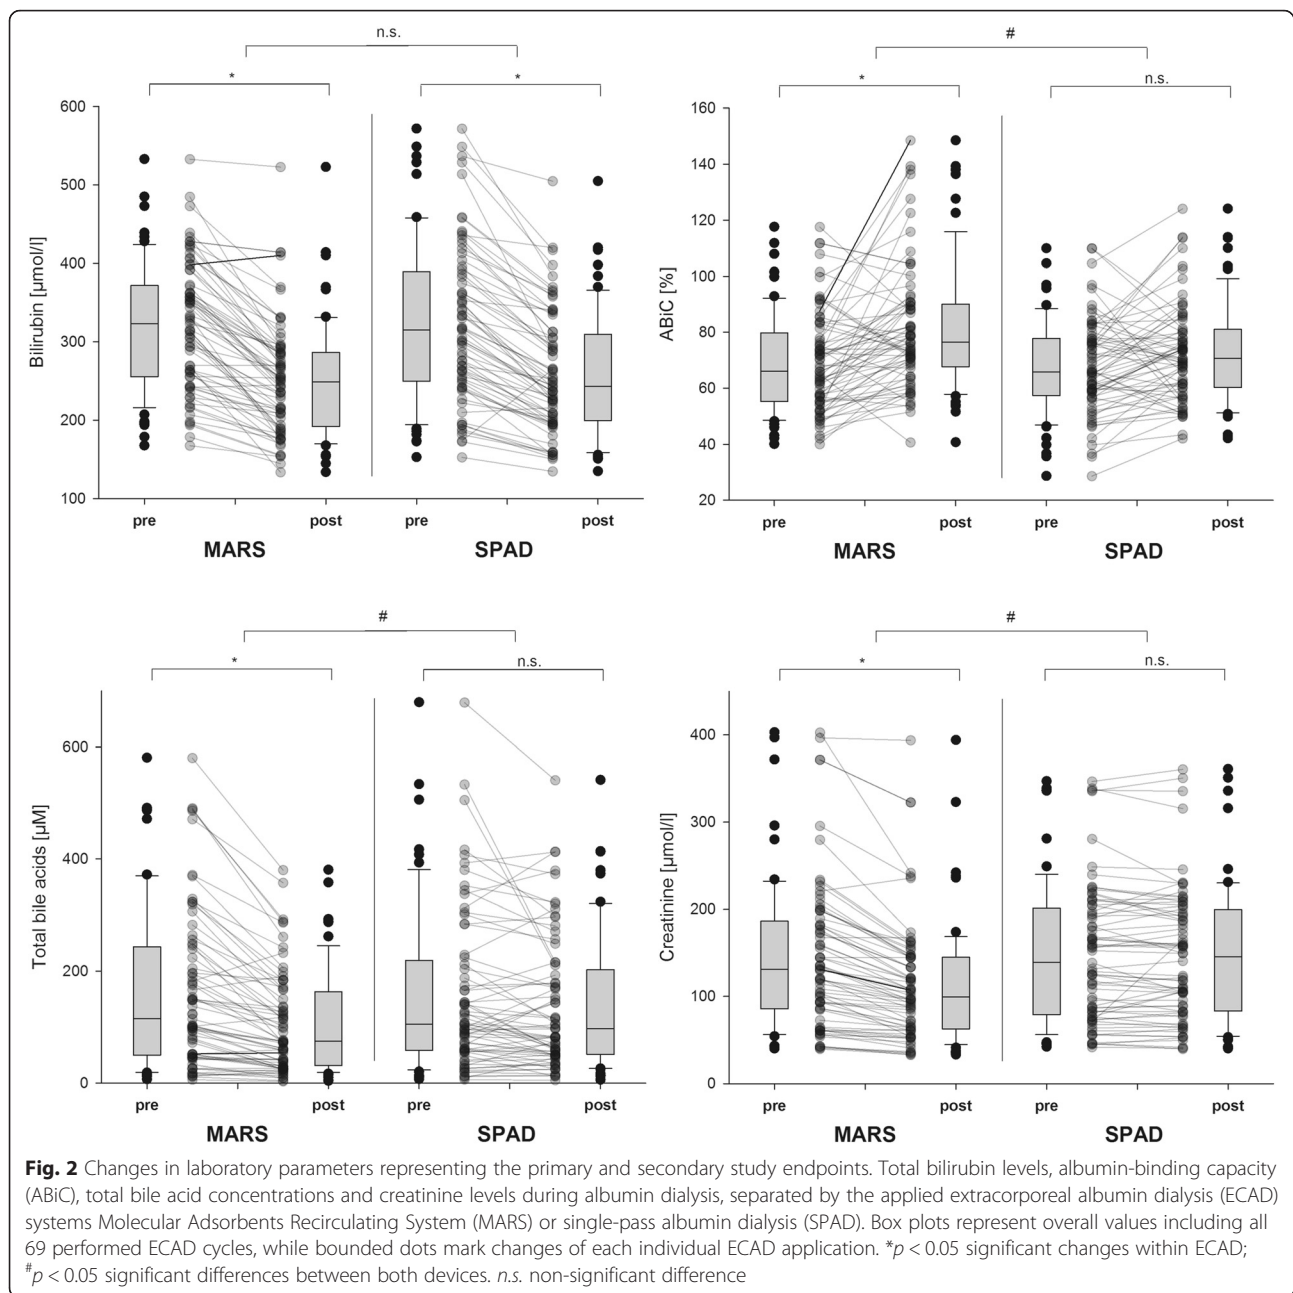 n.s.
*
*
600
500
400
300
200
100
Bilirubin [µmol/l]
pre
post
pre
post
MARS
SPAD
#
*
n.s.
160
140
120
100
80
60
40
20
ABiC [%]
pre
post
pre
post
MARS
SPAD
#
*
n.s.
600
400
200
0
Total bile acids [µM]
pre
post
pre
post
MARS
SPAD
#
*
n.s.
400
300
200
100
0
Creatinine [µmol/l]
pre
post
pre
post
MARS
SPAD
Fig. 2 Changes in laboratory parameters representing the primary and secondary study endpoints. Total bilirubin levels, albumin-binding capacity
(ABiC), total bile acid concentrations and creatinine levels during albumin dialysis, separated by the applied extracorporeal albumin dialysis (ECAD)
systems Molecular Adsorbents Recirculating System (MARS) or single-pass albumin dialysis (SPAD). Box plots represent overall values including all
69 performed ECAD cycles, while bounded dots mark changes of each individual ECAD application. *p < 0.05 significant changes within ECAD;
#p < 0.05 significant differences between both devices. n.s. non-significant difference